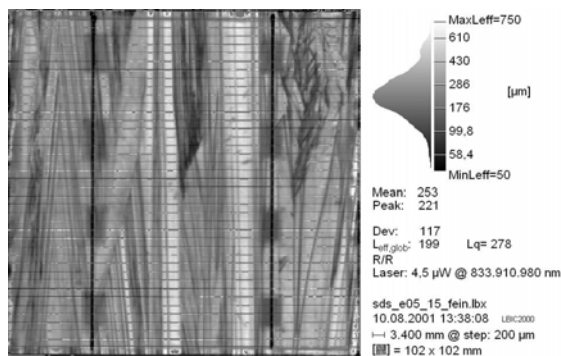 MaxLeff=750
610
430
286
[µm]
176
99,8
58,4
MinLeff=50
Mean: 253
Peak: 221
Dev: 117
Leff,glob: 199 Lq= 278
R/R
Laser: 4,5 µW @ 833.910.980 nm
sds_e05_15_fein.lbx
10.08.2001 13:38:08 LBIC2000
3.400 mm @ step: 200 µm
= 102 x 102 mm